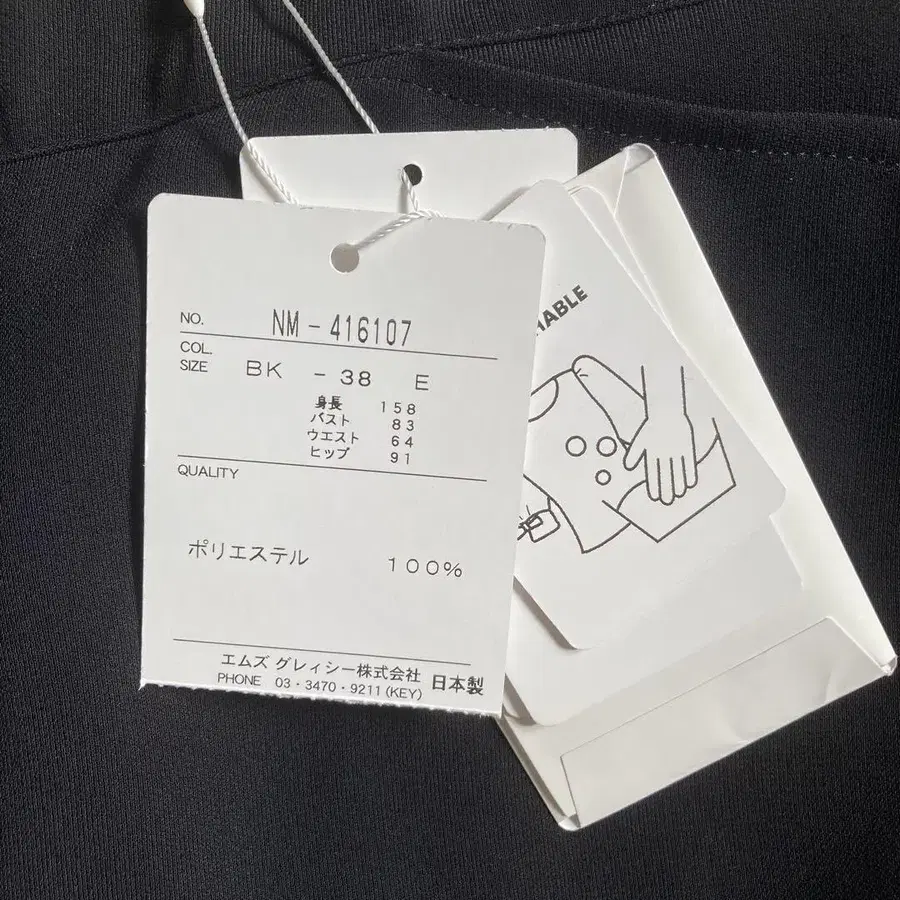 NO. NM-416107
COL.
SIZE BK -38 E
身長 158
バスト 83
ウエスト 64
ヒップ 91
QUALITY
ポリエステル 100%
エムズ グレィシー株式会社
PHONE 03・3470・9211(KEY) 日本製
HABLE